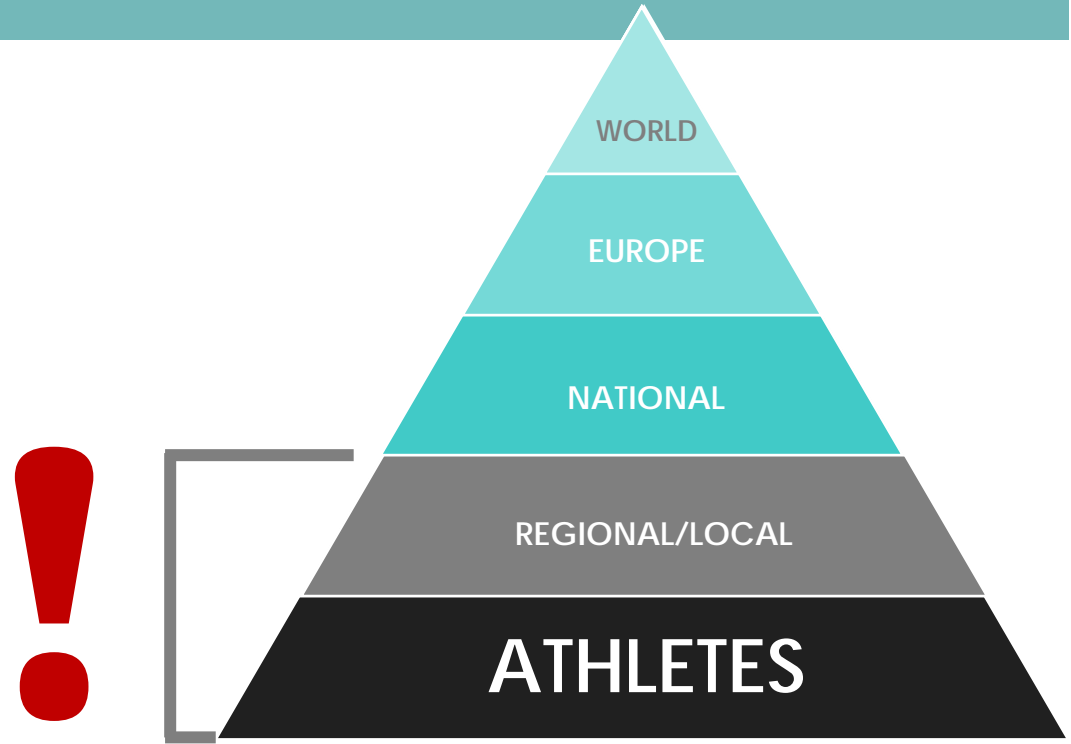 WORLD
EUROPE
NATIONAL
!
REGIONAL/LOCAL
ATHLETES